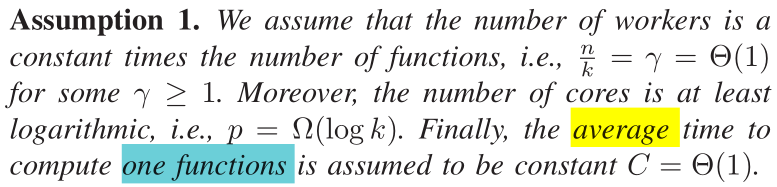 Assumption 1. We assume that the number of workers is a
constant times the number of functions, i.e., n/k = γ = Θ(1)
for some γ ≥ 1. Moreover, the number of cores is at least
logarithmic, i.e., p = Ω(log k). Finally, the average time to
compute one functions is assumed to be constant C = Θ(1).